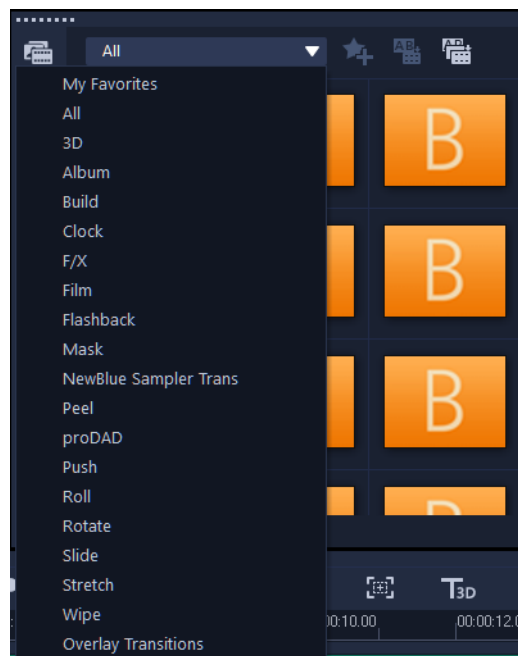 All
My Favorites
All
3D
Album
Build
Clock
F/X
Film
Flashback
Mask
NewBlue Sampler Trans
Peel
proDAD
Push
Roll
Rotate
Slide
Stretch
Wipe
Overlay Transitions
B
B
B
T3D
00:10.00
00:00:12.0